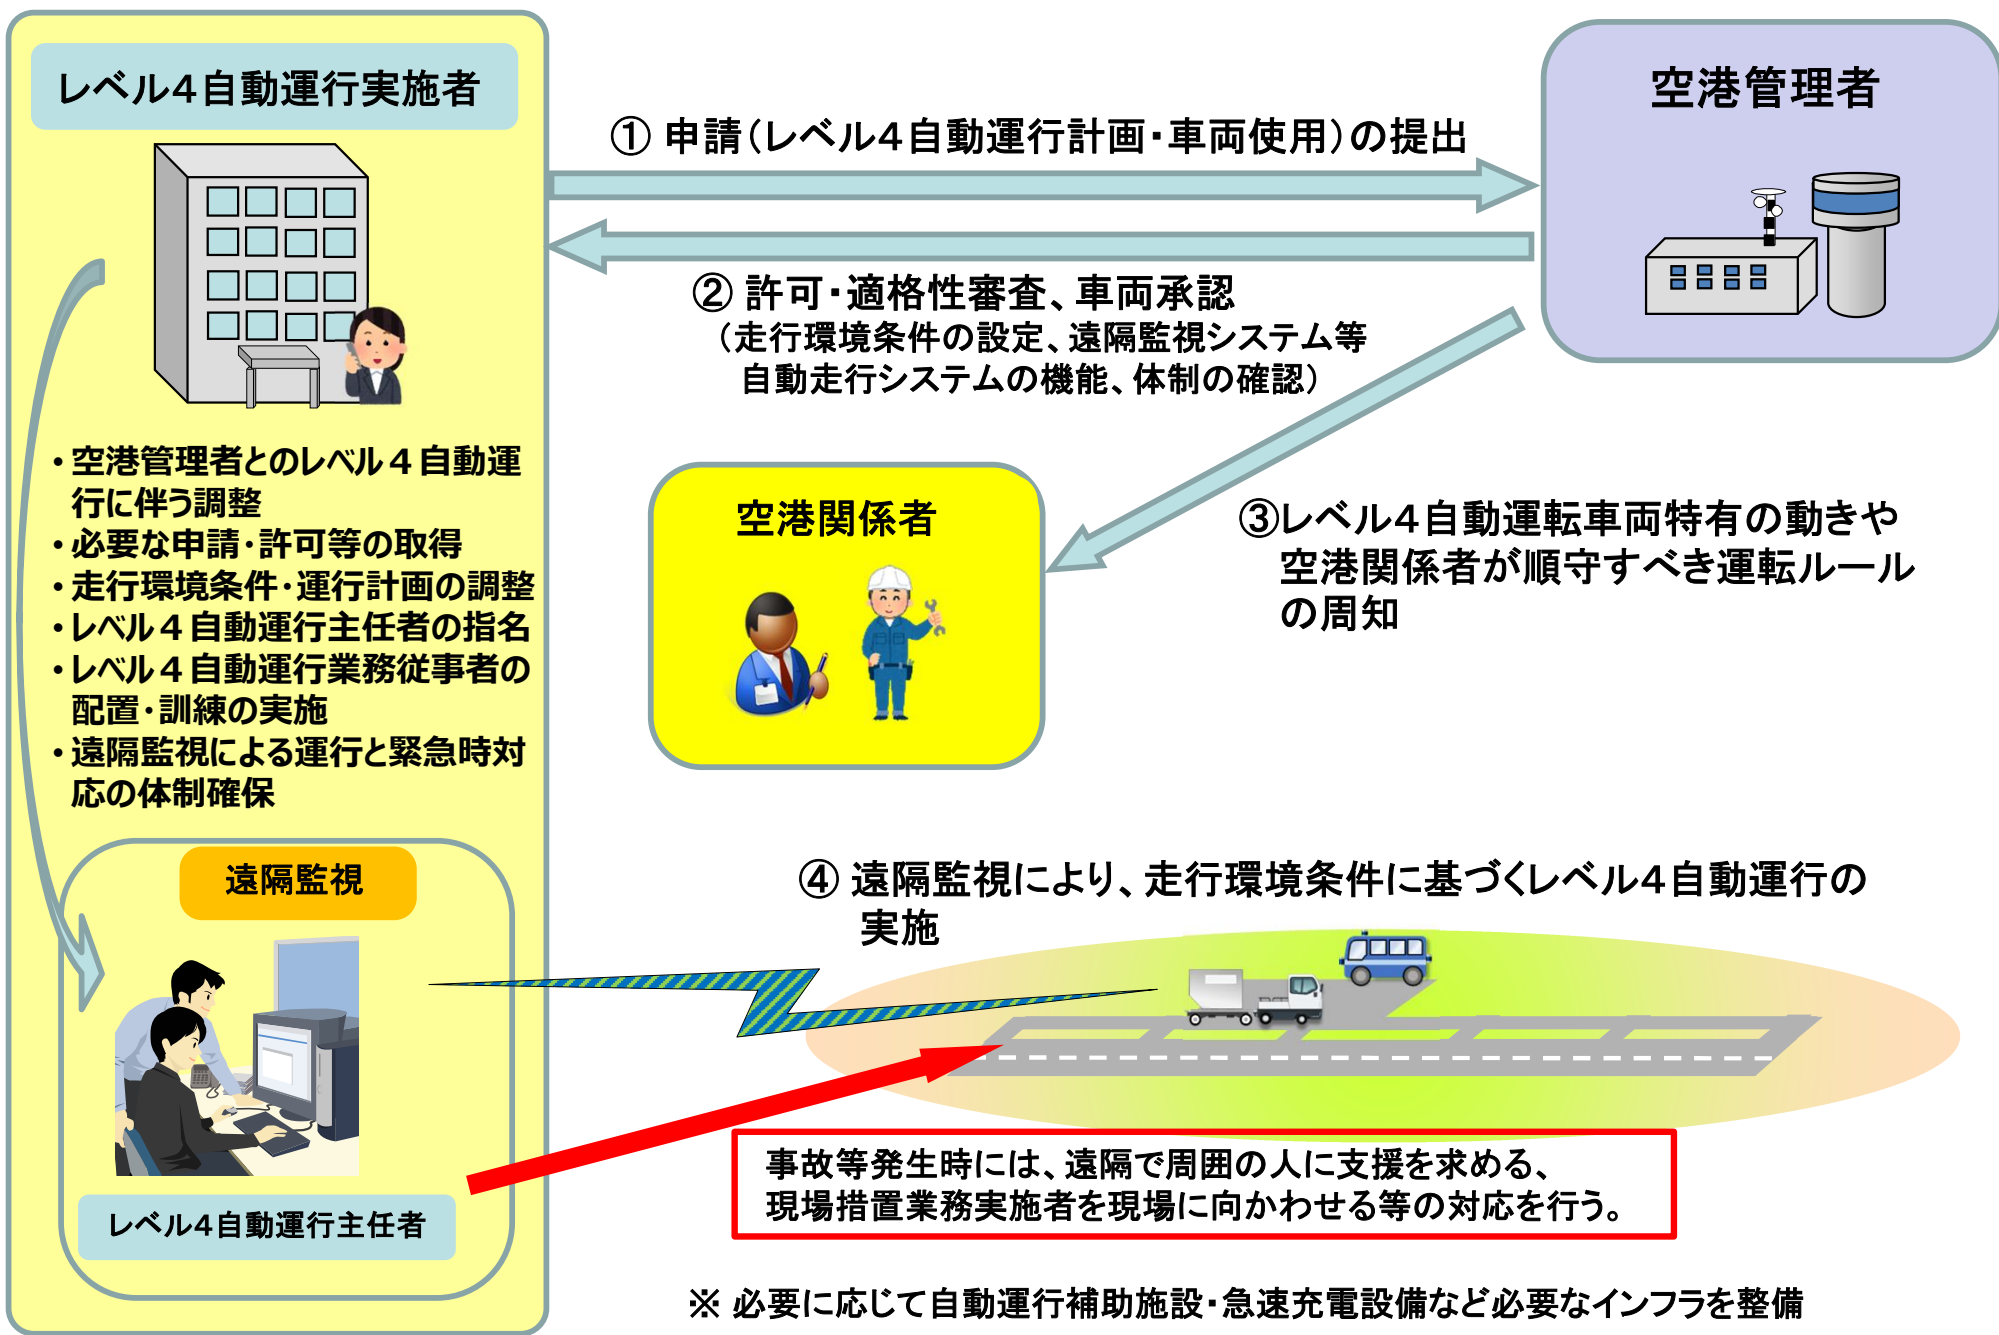 レベル４自動運行実施者
・空港管理者とのレベル４自動運
行に伴う調整
・必要な申請・許可等の取得
・走行環境条件・運行計画の調整
・レベル４自動運行主任者の指名
・レベル４自動運行業務従事者の
配置・訓練の実施
・遠隔監視による運行と緊急時対
応の体制確保
遠隔監視
レベル４自動運行主任者
① 申請（レベル４自動運行計画・車両使用）の提出
空港管理者
② 許可・適格性審査、車両承認
（走行環境条件の設定、遠隔監視システム等
自動走行システムの機能、体制の確認）
空港関係者
③レベル４自動運転車両特有の動きや
空港関係者が順守すべき運転ルール
の周知
④ 遠隔監視により、走行環境条件に基づくレベル４自動運行の
実施
事故等発生時には、遠隔で周囲の人に支援を求める、
現場措置業務実施者を現場に向かわせる等の対応を行う。
※ 必要に応じて自動運行補助施設・急速充電設備など必要なインフラを整備